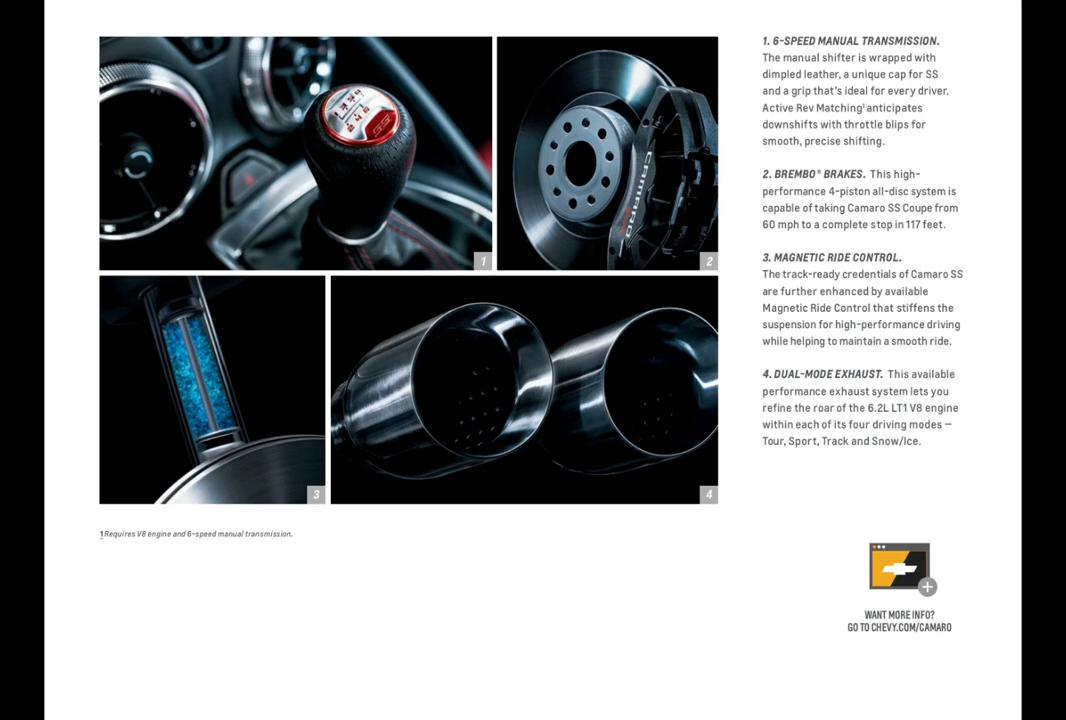 1
2
3
4
1. 6-SPEED MANUAL TRANSMISSION.
The manual shifter is wrapped with
dimpled leather, a unique cap for SS
and a grip that's ideal for every driver.
Active Rev Matching¹ anticipates
downshifts with throttle blips for
smooth, precise shifting.
2. BREMBO® BRAKES. This high-
performance 4-piston all-disc system is
capable of taking Camaro SS Coupe from
60 mph to a complete stop in 117 feet.
3. MAGNETIC RIDE CONTROL.
The track-ready credentials of Camaro SS
are further enhanced by available
Magnetic Ride Control that stiffens the
suspension for high-performance driving
while helping to maintain a smooth ride.
4. DUAL-MODE EXHAUST. This available
performance exhaust system lets you
refine the roar of the 6.2L LT1 V8 engine
within each of its four driving modes —
Tour, Sport, Track and Snow/Ice.
CAMARO
SS
1 Requires V8 engine and 6-speed manual transmission.
WANT MORE INFO?
GO TO CHEVY.COM/CAMARO